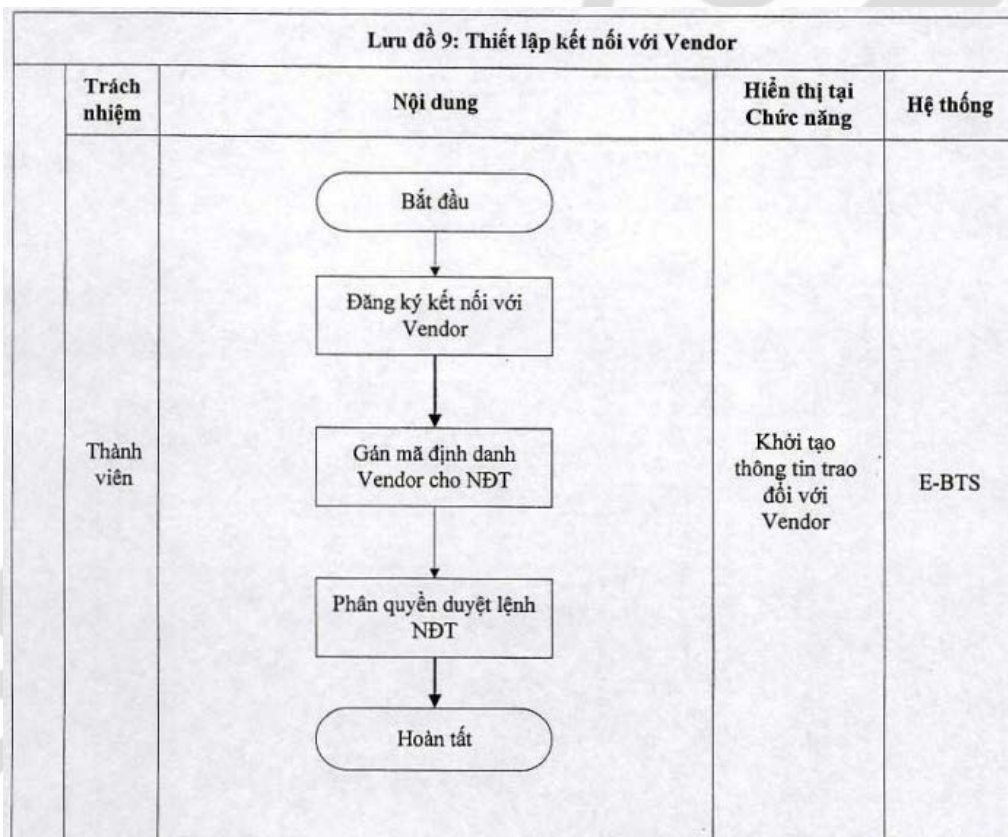 Lưu đồ 9: Thiết lập kết nối với Vendor
Trách
nhiệm
Nội dung
Hiển thị tại
Chức năng
Hệ thống
Thành
viên
Bắt đầu
Đăng ký kết nối với
Vendor
Gán mã định danh
Vendor cho NĐT
Phân quyền duyệt lệnh
NĐT
Hoàn tất
Khởi tạo
thông tin trao
đổi với
Vendor
E-BTS